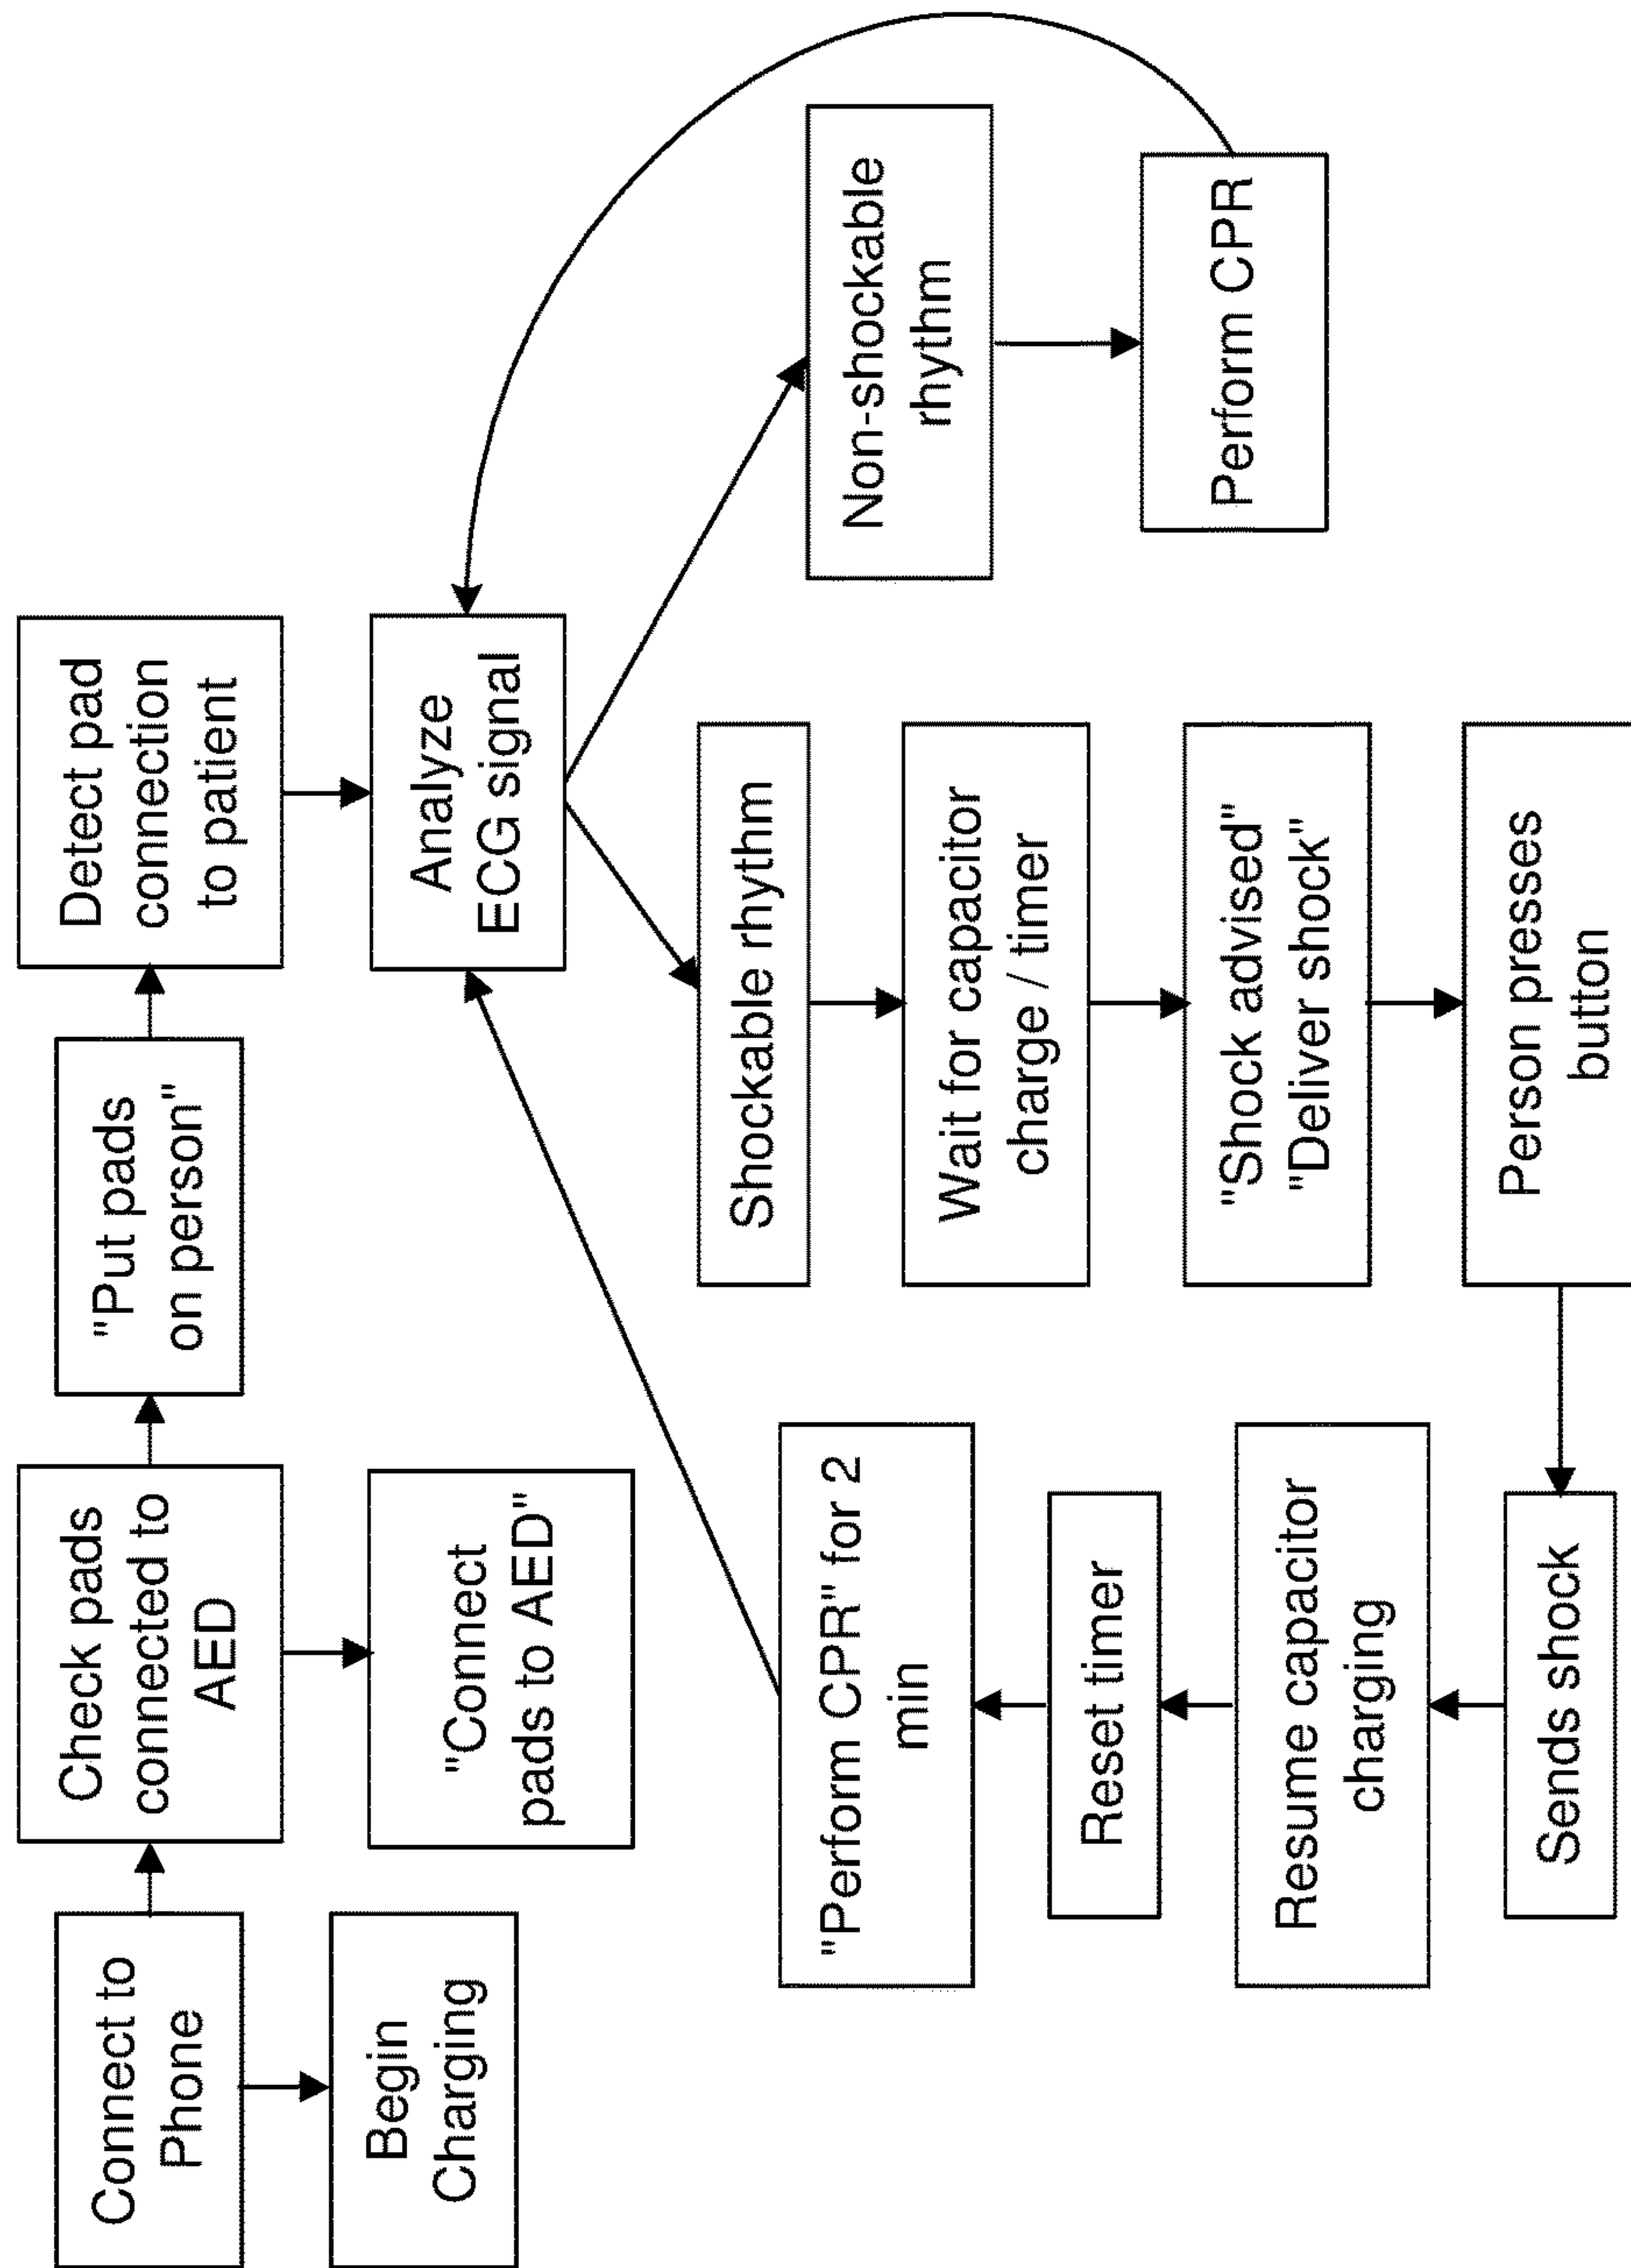 Connect to
Phone
Begin
Charging
Check pads
connected to
AED
"Connect
pads to AED"
"Put pads
on person"
Detect pad
connection
to patient
Analyze
ECG signal
Shockable rhythm
Wait for capacitor
charge / timer
"Shock advised"
"Deliver shock"
Person presses
button
Sends shock
Resume capacitor
charging
Reset timer
"Perform CPR" for 2
min
Non-shockable
rhythm
Perform CPR